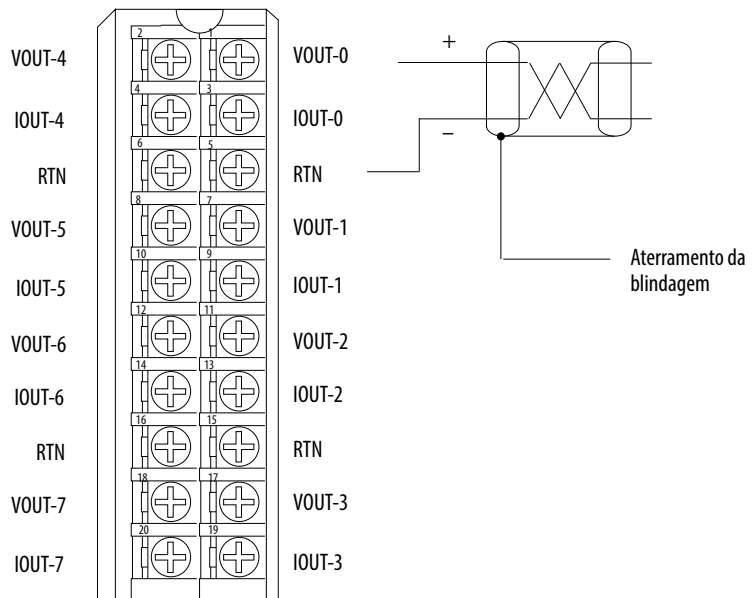 2 1
VOUT-4 VOUT-0 +
4 3
IOUT-4 IOUT-0 −
6 5
RTN RTN
8 7
VOUT-5 VOUT-1
10 9
IOUT-5 IOUT-1
Aterramento da
blindagem
12 11
VOUT-6 VOUT-2
14 13
IOUT-6 IOUT-2
16 15
RTN RTN
18 17
VOUT-7 VOUT-3
20 19
IOUT-7 IOUT-3